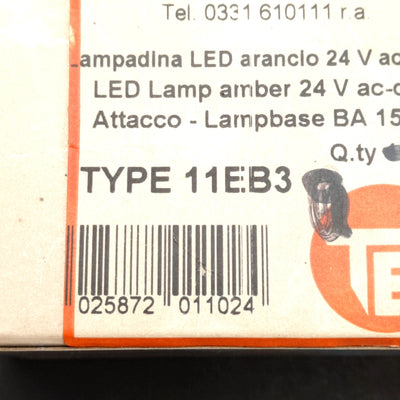 Tel. 0331 610111 r.a.
Lampadina LED arancio 24 V ac
LED Lamp amber 24 V ac-
Attacco - Lampbase BA 15
Q.ty
TYPE 11EB3
TE
025872 011024